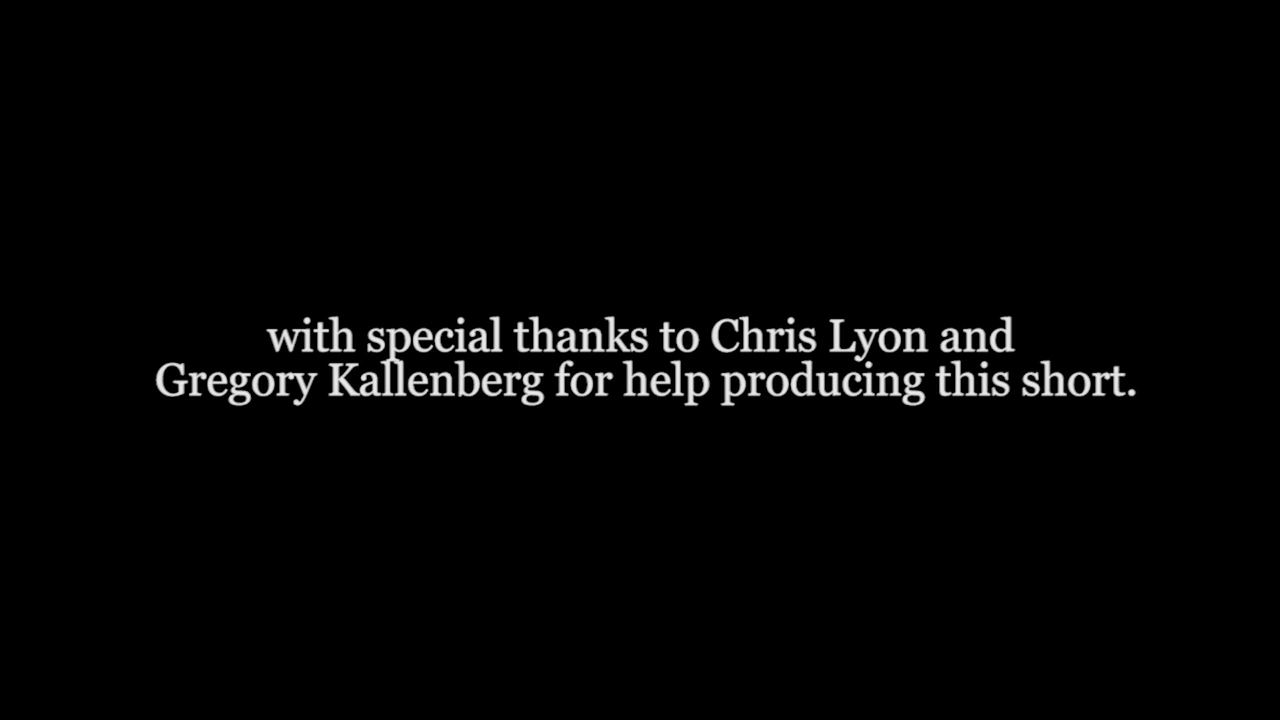 with special thanks to Chris Lyon and
Gregory Kallenberg for help producing this short.